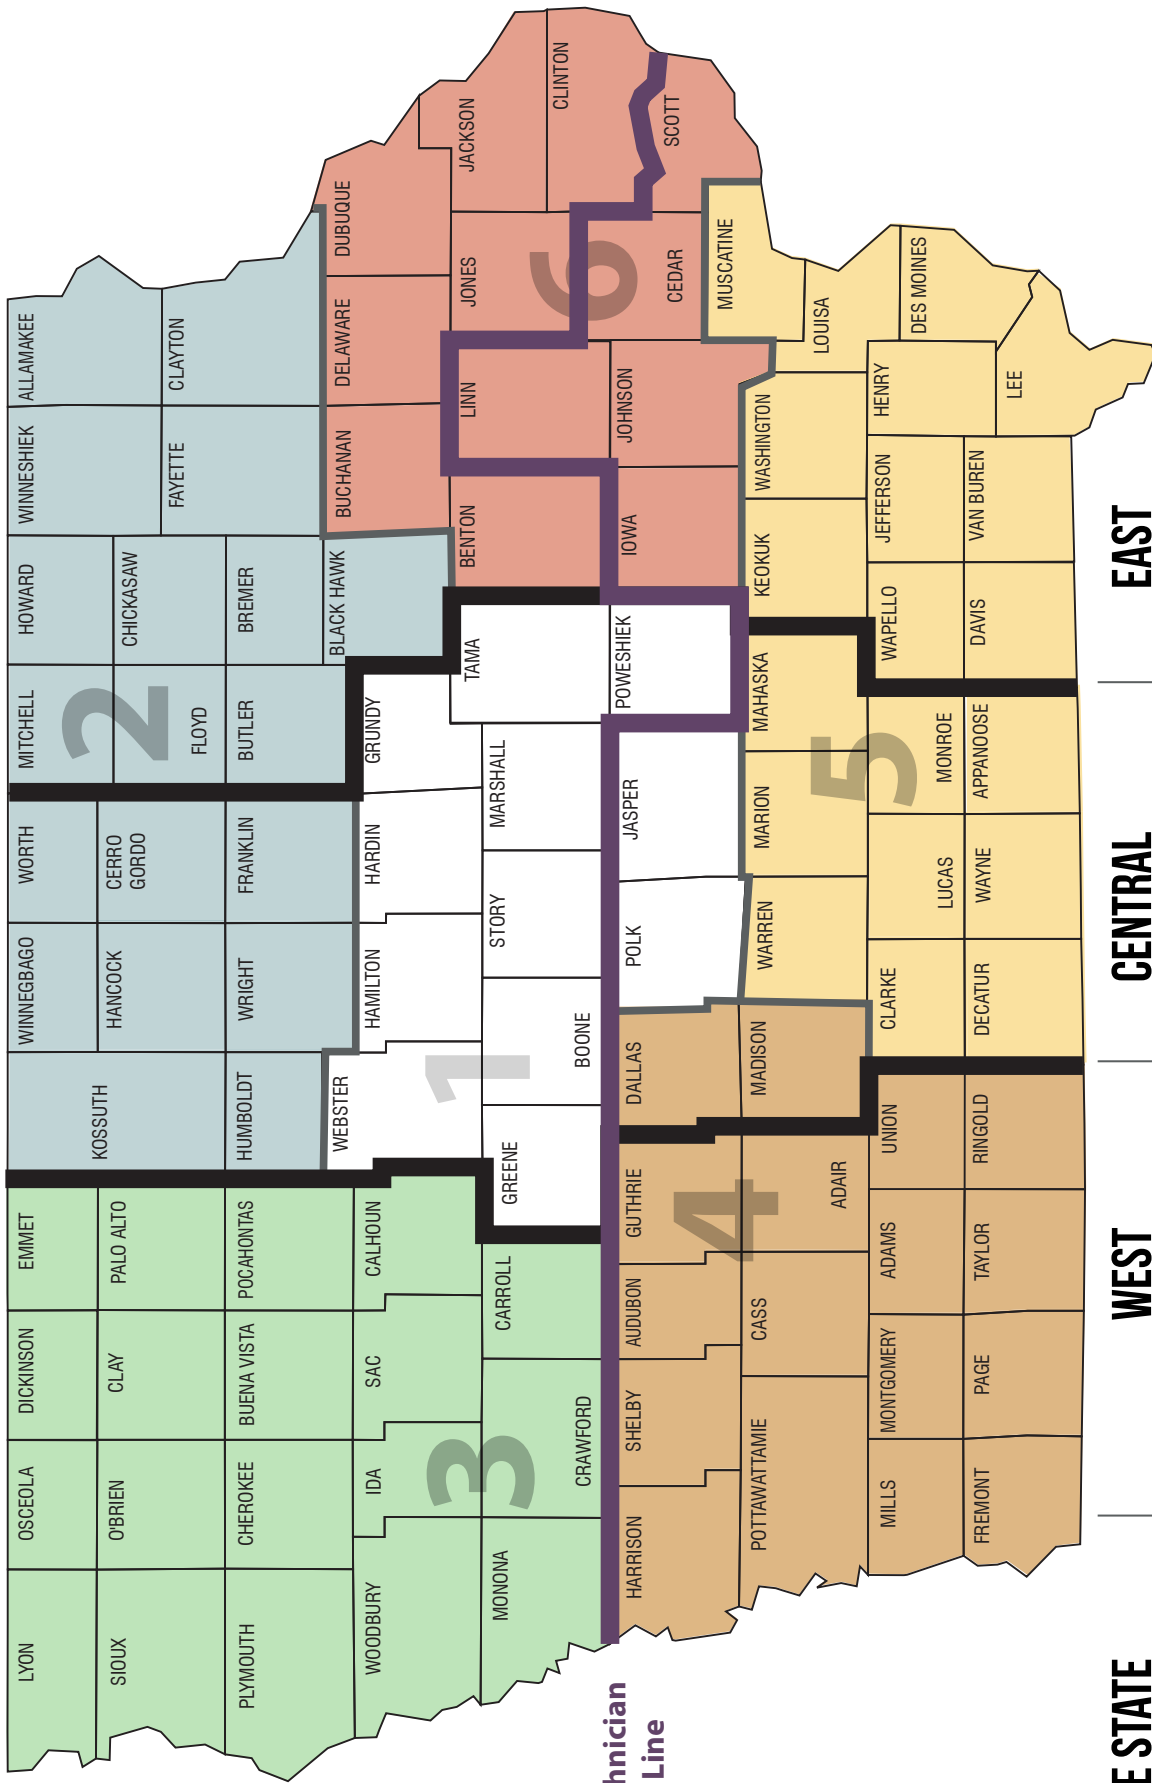 LYON
OSCEOLA
DICKINSON
EMMET
WINNEGBAGO
WORTH
MITCHELL
HOWARD
WINNESHIEK
ALLAMAKEE
KOSSUTH
SIOUX
O'BRIEN
CLAY
PALO ALTO
HANCOCK
CERRO
GORDO
2
FLOYD
CHICKASAW
FAYETTE
CLAYTON
PLYMOUTH
CHEROKEE
BUENA VISTA
POCAHONTAS
HUMBOLDT
WRIGHT
FRANKLIN
BUTLER
BREMER
BLACK HAWK
BUCHANAN
DELAWARE
DUBUQUE
WOODBURY
IDA
SAC
CALHOUN
WEBSTER
HAMILTON
HARDIN
GRUNDY
TAMA
BENTON
LINN
JONES
JACKSON
3
1
MONONA
CRAWFORD
CARROLL
GREENE
BOONE
STORY
MARSHALL
6
CLINTON
HARRISON
SHELBY
AUDUBON
GUTHRIE
DALLAS
POLK
JASPER
POWESHIEK
IOWA
JOHNSON
CEDAR
SCOTT
hnician
Line
4
POTTAWATTAMIE
CASS
ADAIR
MADISON
WARREN
MARION
MAHASKA
KEOKUK
WASHINGTON
MUSCATINE
LOUISA
5
MILLS
MONTGOMERY
ADAMS
UNION
CLARKE
LUCAS
MONROE
WAPELLO
JEFFERSON
HENRY
DES MOINES
FREMONT
PAGE
TAYLOR
RINGOLD
DECATUR
WAYNE
APPANOOSE
DAVIS
VAN BUREN
LEE
E STATE
WEST
CENTRAL
EAST